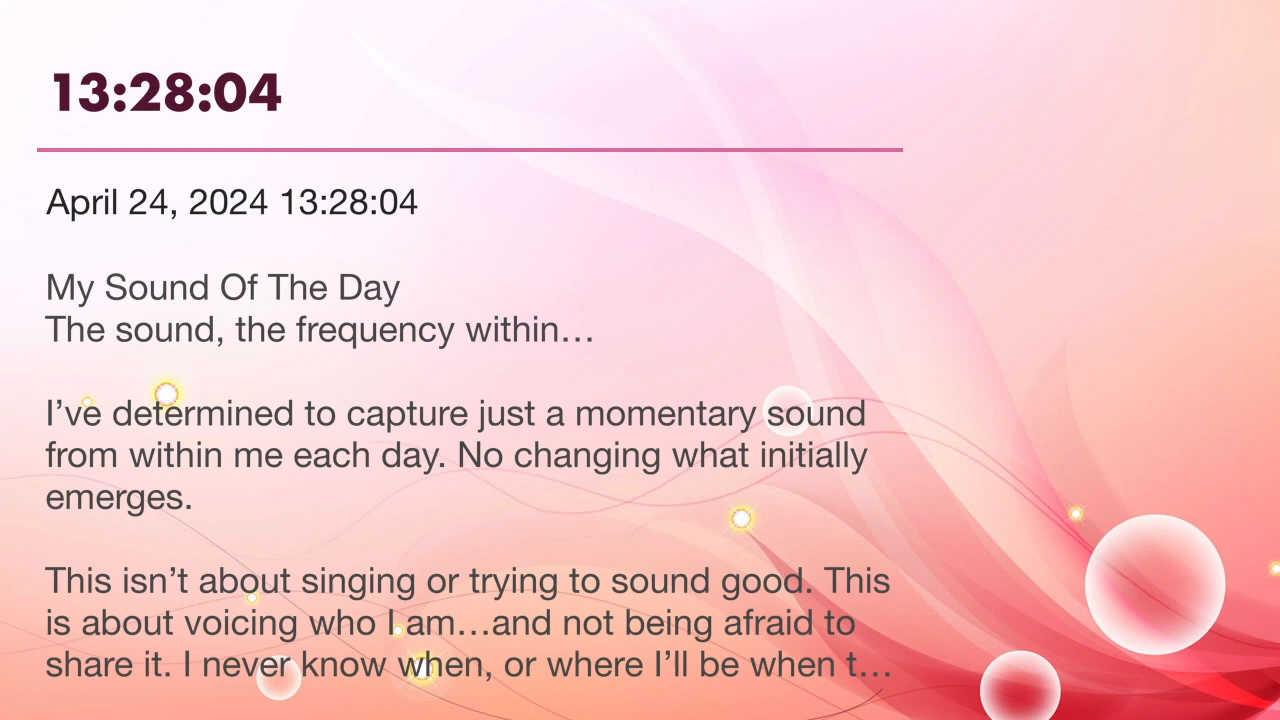 13:28:04
April 24, 2024 13:28:04
My Sound Of The Day
The sound, the frequency within…
I’ve determined to capture just a momentary sound
from within me each day. No changing what initially
emerges.
This isn’t about singing or trying to sound good. This
is about voicing who I am…and not being afraid to
share it. I never know when, or where I’ll be when t…